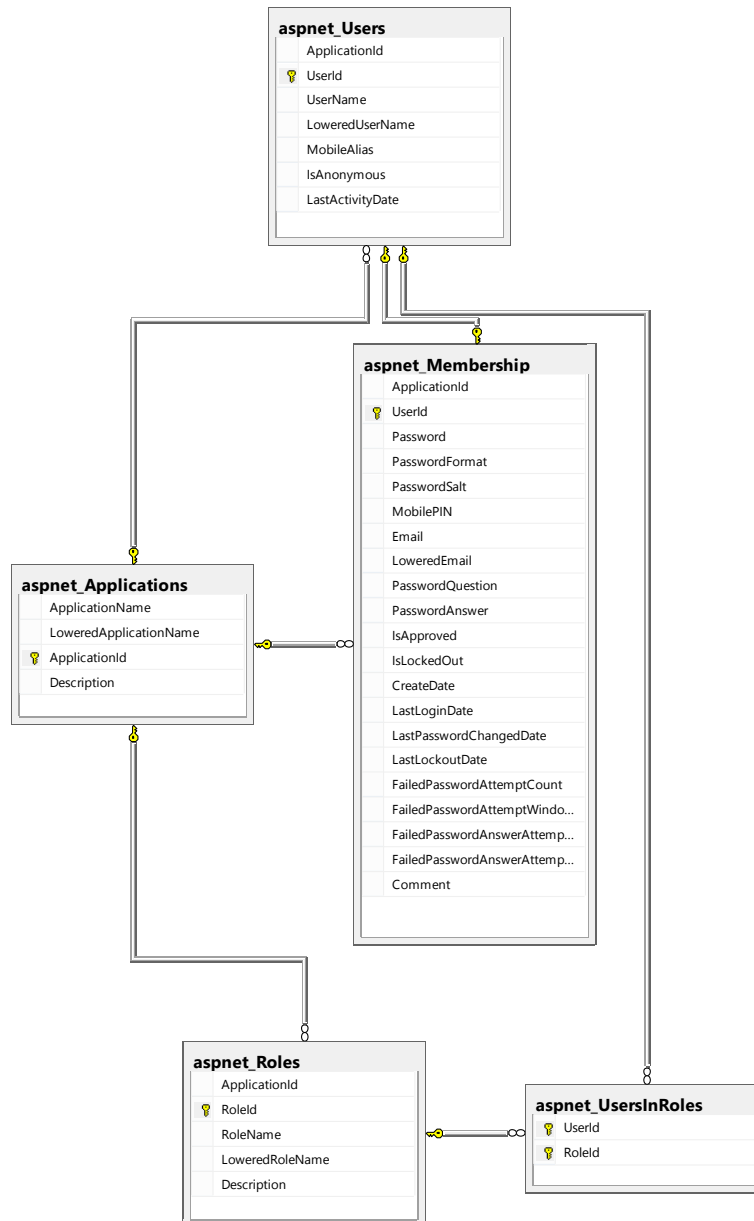 aspnet_Users
ApplicationId
UserId
UserName
LoweredUserName
MobileAlias
IsAnonymous
LastActivityDate
aspnet_Membership
ApplicationId
UserId
Password
PasswordFormat
PasswordSalt
MobilePIN
Email
LoweredEmail
PasswordQuestion
PasswordAnswer
IsApproved
IsLockedOut
CreateDate
LastLoginDate
LastPasswordChangedDate
LastLockoutDate
FailedPasswordAttemptCount
FailedPasswordAttemptWindo...
FailedPasswordAnswerAttemp...
FailedPasswordAnswerAttemp...
Comment
aspnet_Applications
ApplicationName
LoweredApplicationName
ApplicationId
Description
aspnet_Roles
ApplicationId
RoleId
RoleName
LoweredRoleName
Description
aspnet_UsersInRoles
UserId
RoleId